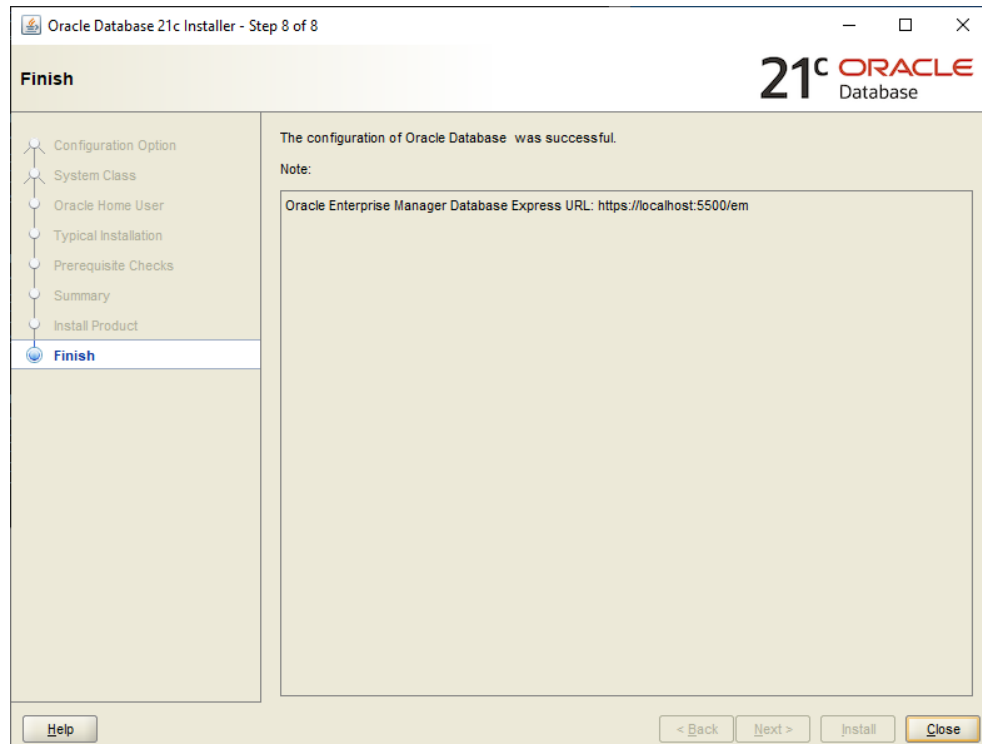 Oracle Database 21c Installer - Step 8 of 8
Finish
21c ORACLE
Database
Configuration Option
System Class
Oracle Home User
Typical Installation
Prerequisite Checks
Summary
Install Product
Finish
The configuration of Oracle Database  was successful.
Note:
Oracle Enterprise Manager Database Express URL: https://localhost:5500/em
Help
< Back
Next >
Install
Close